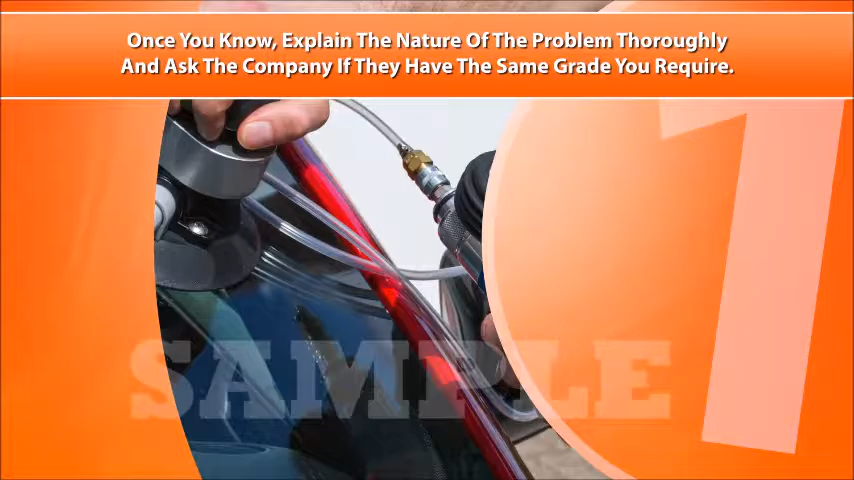 Once You Know, Explain The Nature Of The Problem Thoroughly
And Ask The Company If They Have The Same Grade You Require.
1
SAMPLE